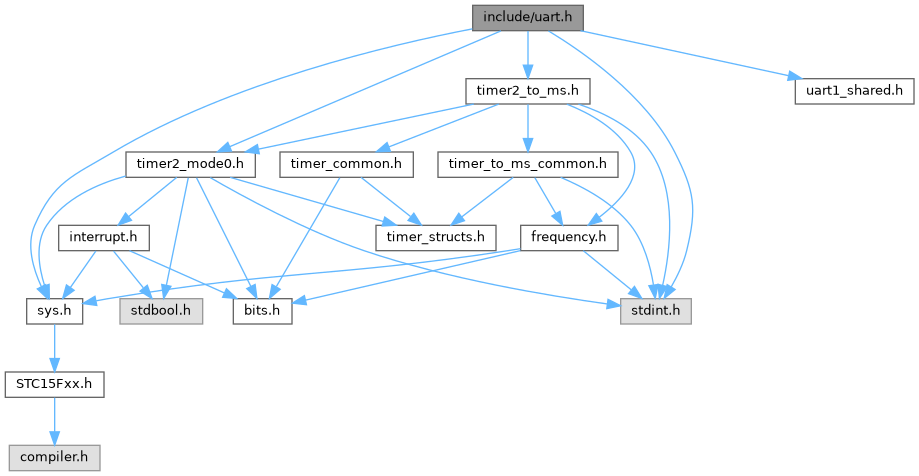 include/uart.h
timer2_to_ms.h
uart1_shared.h
timer2_mode0.h
timer_common.h
timer_to_ms_common.h
interrupt.h
timer_structs.h
frequency.h
sys.h
stdbool.h
bits.h
stdint.h
STC15Fxx.h
compiler.h